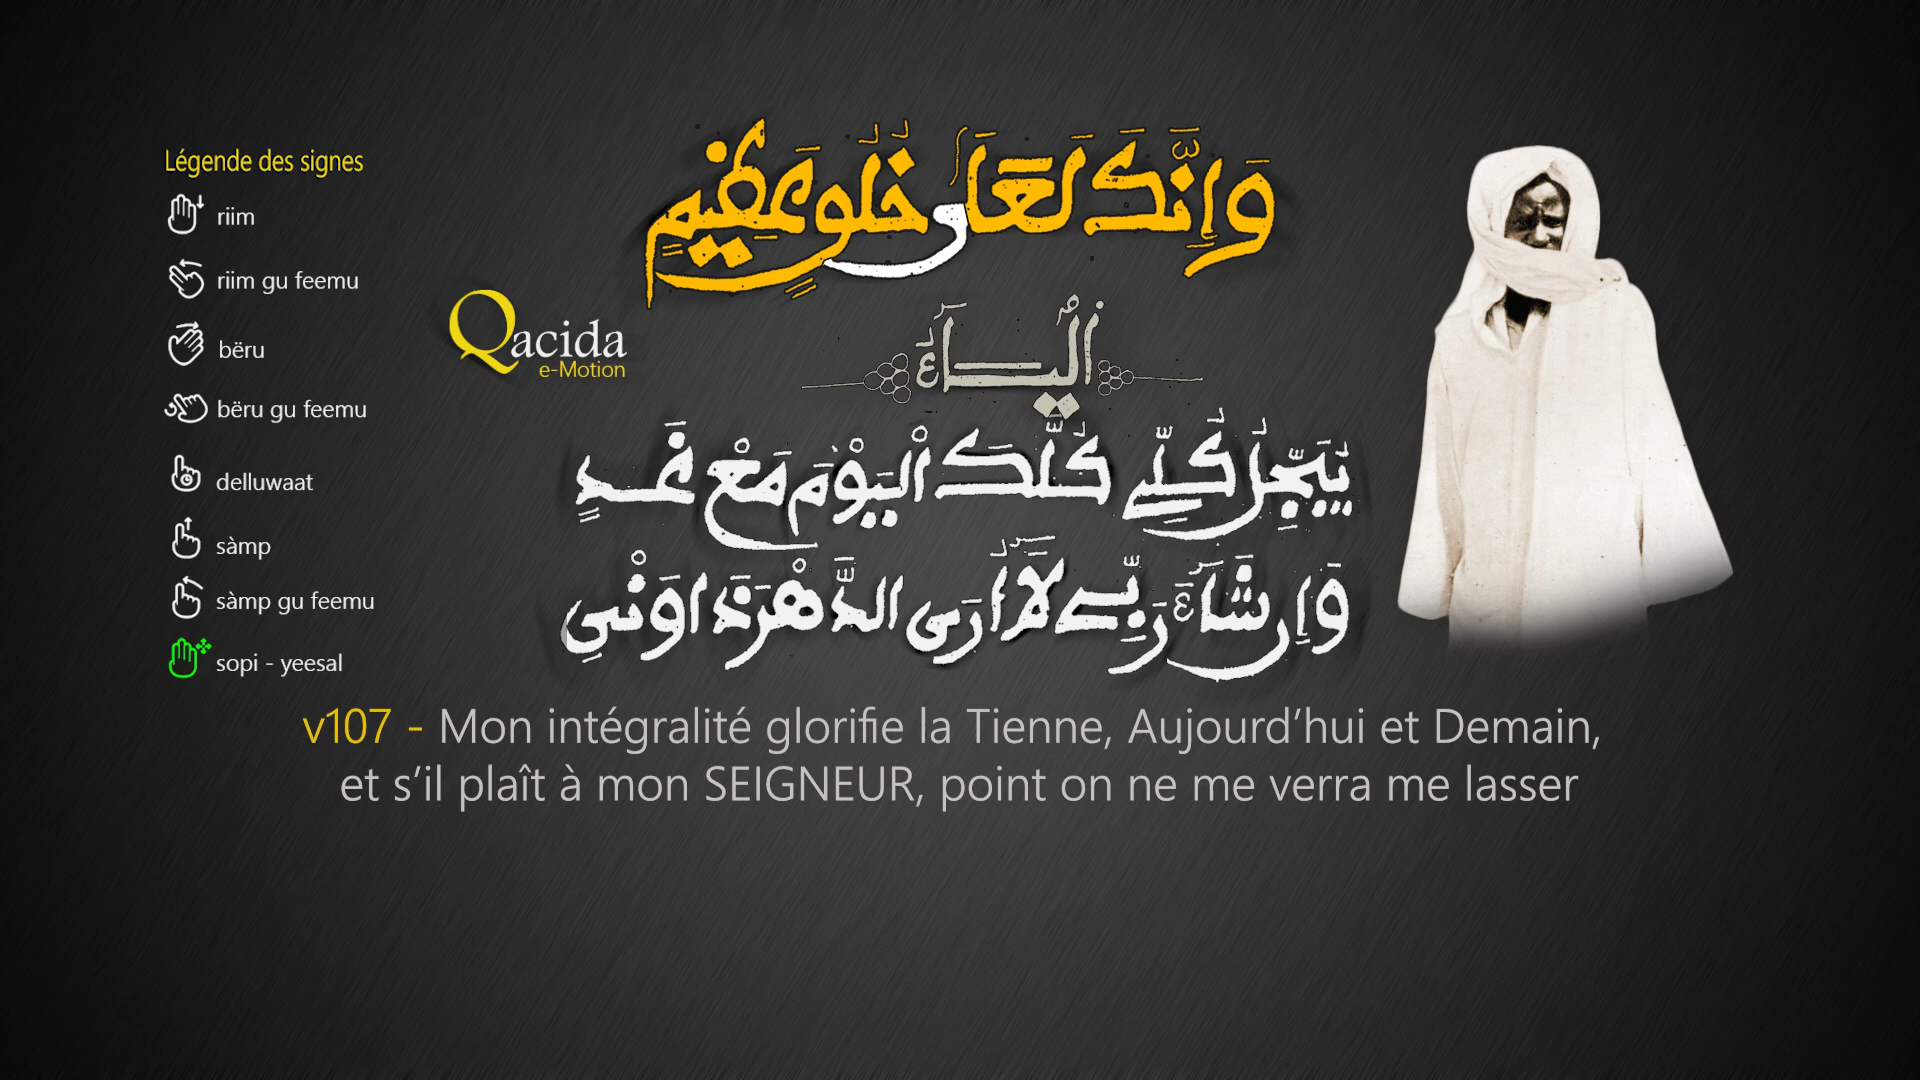 Légende des signes
riim
riim gu feemu
bëru
bëru gu feemu
delluwaat
sàmp
sàmp gu feemu
sopi - yeesal
Qacida
e-Motion
وَإِنَّكَ لَعَلَىٰ خُلُقٍ عَظِيمٍ
الْيَاءُ
يُبَجِّلُ كُلِّي كُلَّكَ الْيَوْمَ مَعْ غَدٍ
وَإِن شَاءَ رَبِّي لَا أُرَى الدَّهْرَ ذَا وَنْيِ
v107 - Mon intégralité glorifie la Tienne, Aujourd’hui et Demain,
et s’il plaît à mon SEIGNEUR, point on ne me verra me lasser